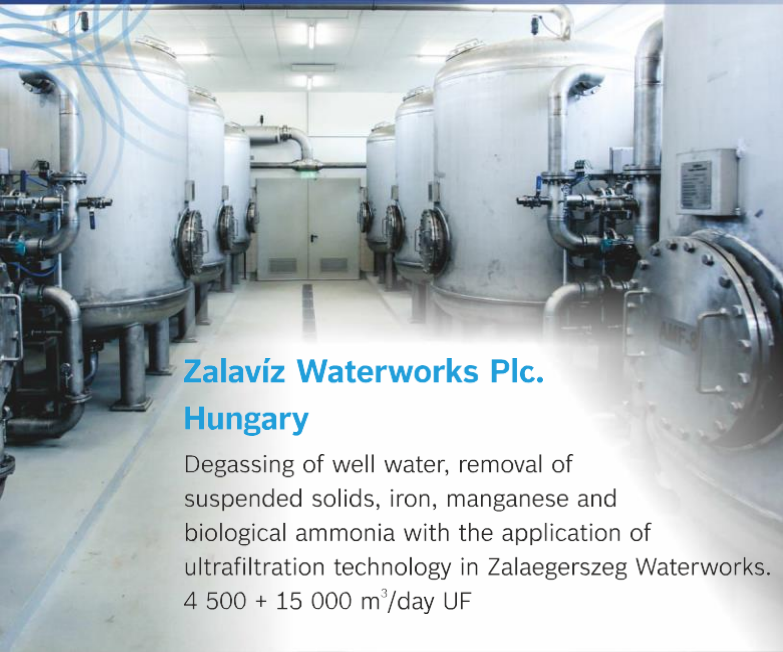 Zalavíz Waterworks Plc.
Hungary
Degassing of well water, removal of
suspended solids, iron, manganese and
biological ammonia with the application of
ultrafiltration technology in Zalaegerszeg Waterworks.
4 500 + 15 000 m³/day UF